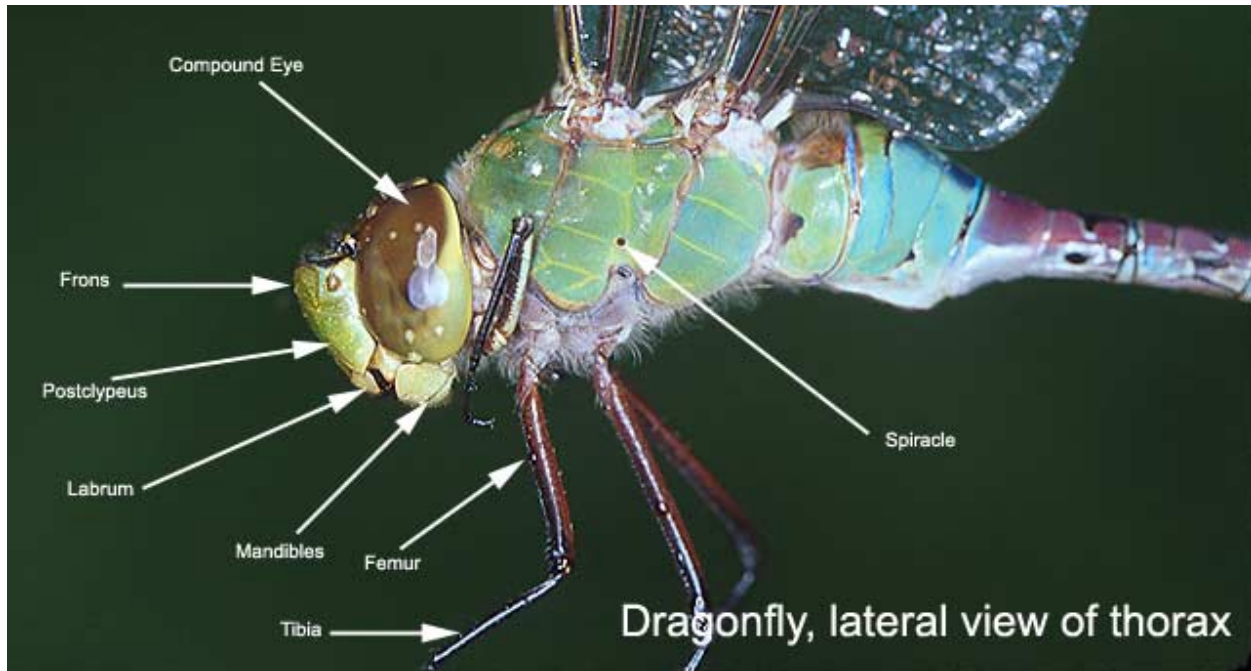 Compound Eye
Frons
Postclypeus
Labrum
Mandibles
Femur
Tibia
Spiracle
Dragonfly, lateral view of thorax